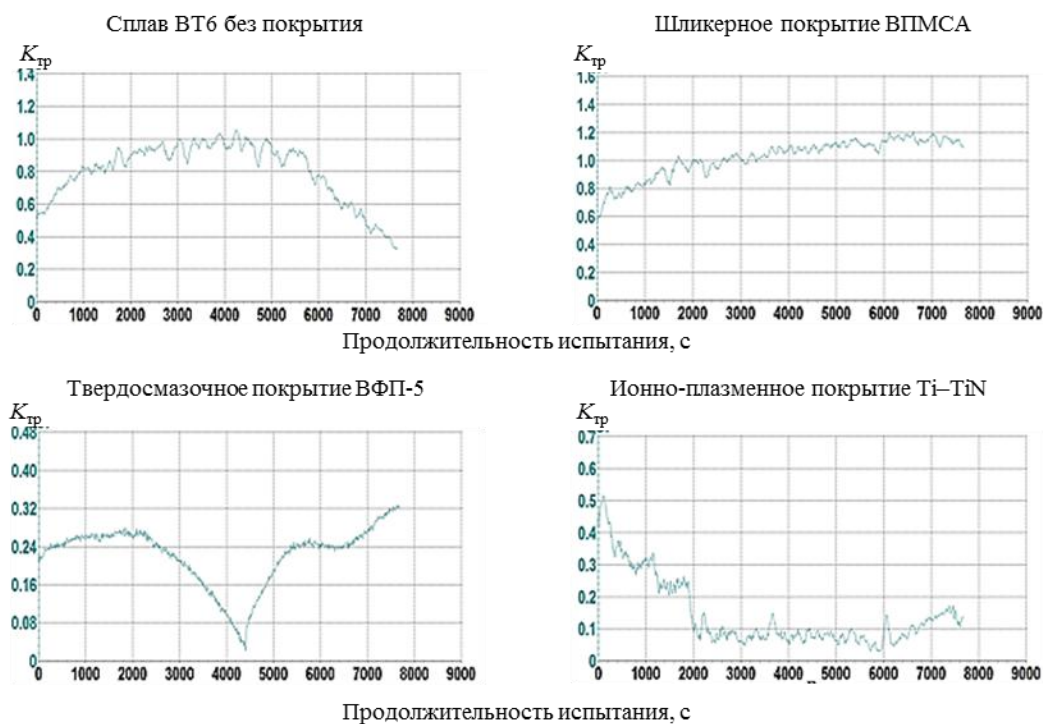 Сплав ВТ6 без покрытия
Шликерное покрытие ВПМСА
Kтр
Kтр
1.4
1.2
1.0
0.8
0.6
0.4
0.2
0
0 1000 2000 3000 4000 5000 6000 7000 8000 9000
1.6
1.4
1.2
1.0
0.8
0.6
0.4
0.2
0
0 1000 2000 3000 4000 5000 6000 7000 8000 9000
Продолжительность испытания, с
Твердосмазочное покрытие ВФП-5
Ионно-плазменное покрытие Ti–TiN
Kтр
Kтр
0.48
0.40
0.32
0.24
0.16
0.08
0
0 1000 2000 3000 4000 5000 6000 7000 8000 9000
0.7
0.6
0.5
0.4
0.3
0.2
0.1
0
0 1000 2000 3000 4000 5000 6000 7000 8000 9000
Продолжительность испытания, с